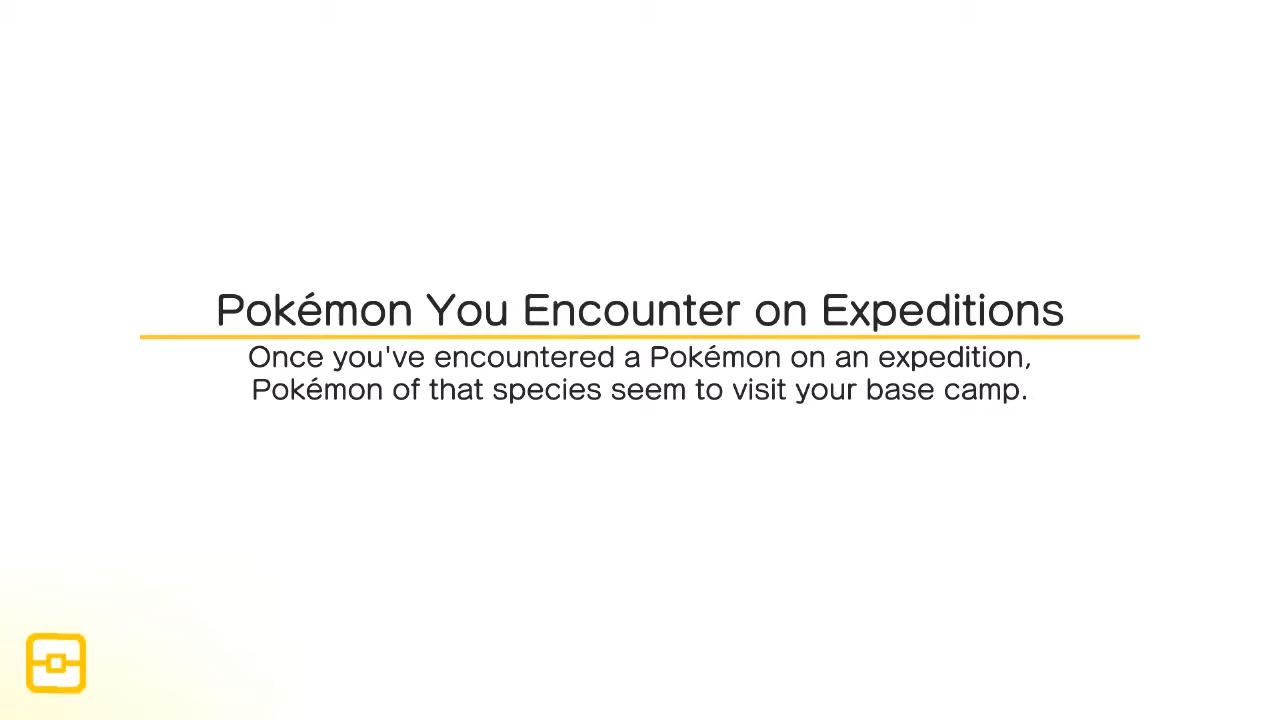 Pokémon You Encounter on Expeditions
Once you've encountered a Pokémon on an expedition,
Pokémon of that species seem to visit your base camp.